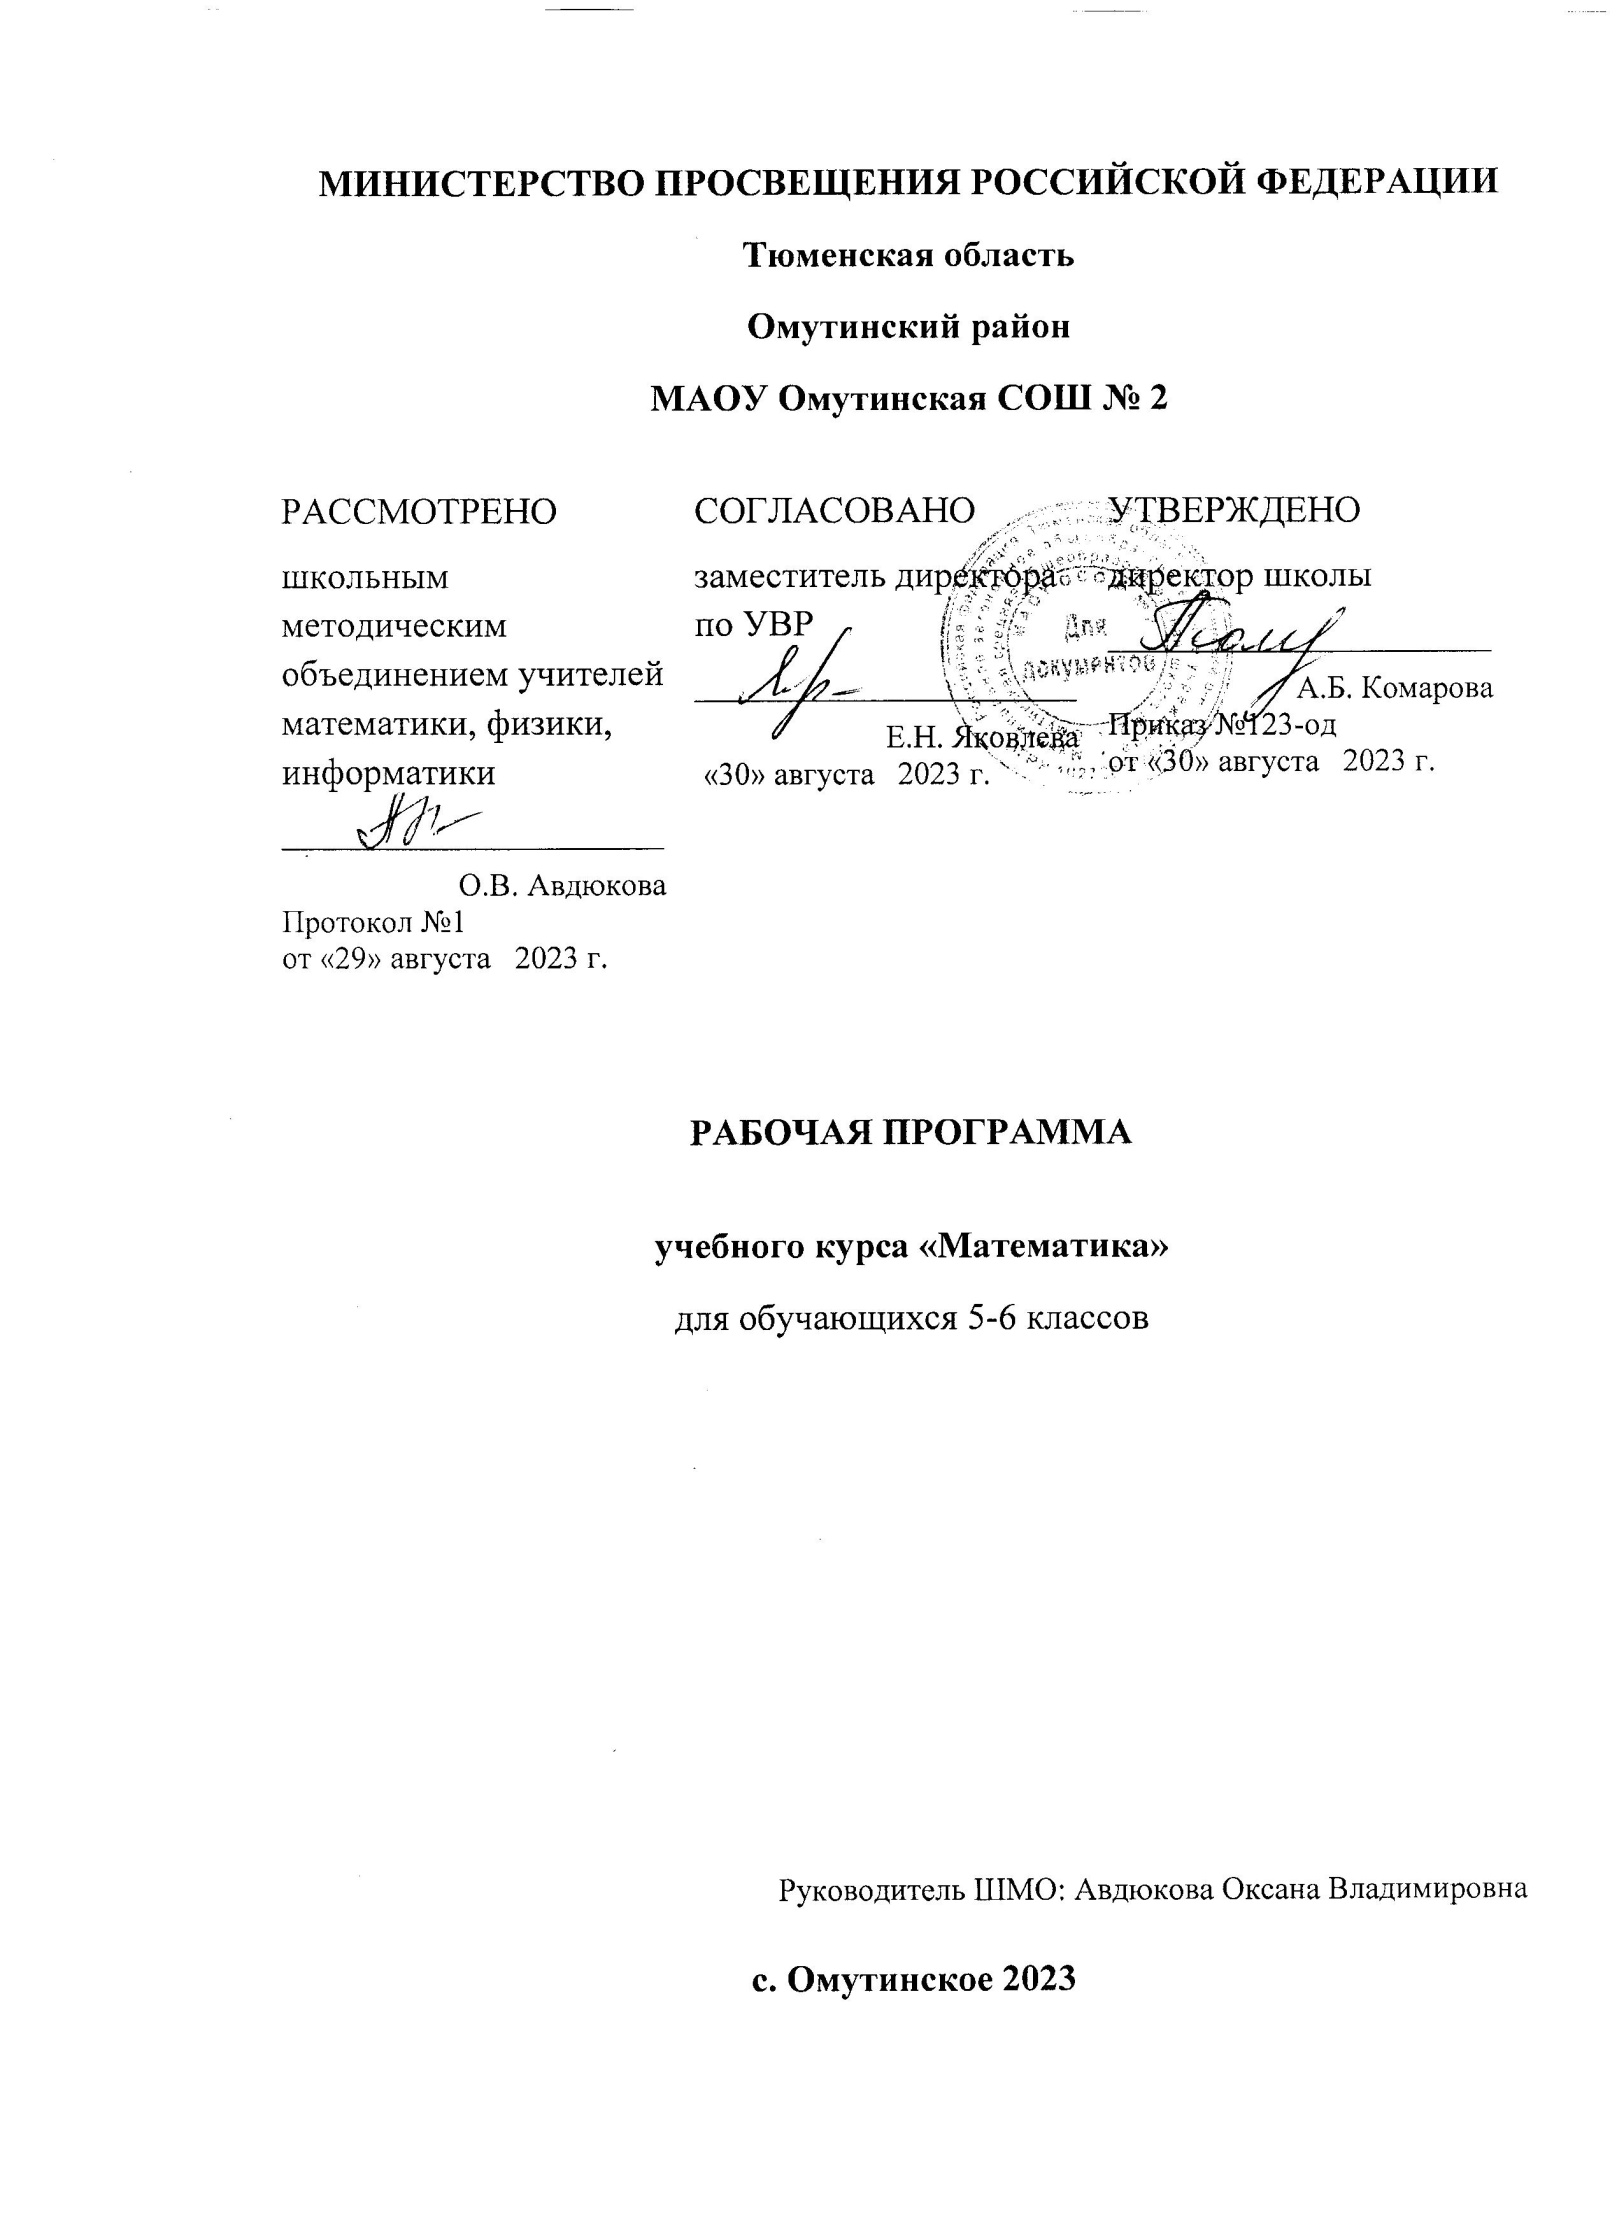 МИНИСТЕРСТВО ПРОСВЕЩЕНИЯ РОССИЙСКОЙ ФЕДЕРАЦИИ
Тюменская область
Омутинский район
МАОУ Омутинская СОШ № 2
РАССМОТРЕНО
школьным
методическим
объединением учителей
математики, физики,
информатики
О.В. Авдюкова
Протокол №1
от «29» августа 2023 г.
СОГЛАСОВАНО
заместитель директора
по УВР
Е.Н. Яковлева
«30» августа 2023 г.
УТВЕРЖДЕНО
директор школы
А.Б. Комарова
Приказ №123-од
от «30» августа 2023 г.
Для
документов
РАБОЧАЯ ПРОГРАММА
учебного курса «Математика»
для обучающихся 5-6 классов
Руководитель ШМО: Авдюкова Оксана Владимировна
с. Омутинское 2023